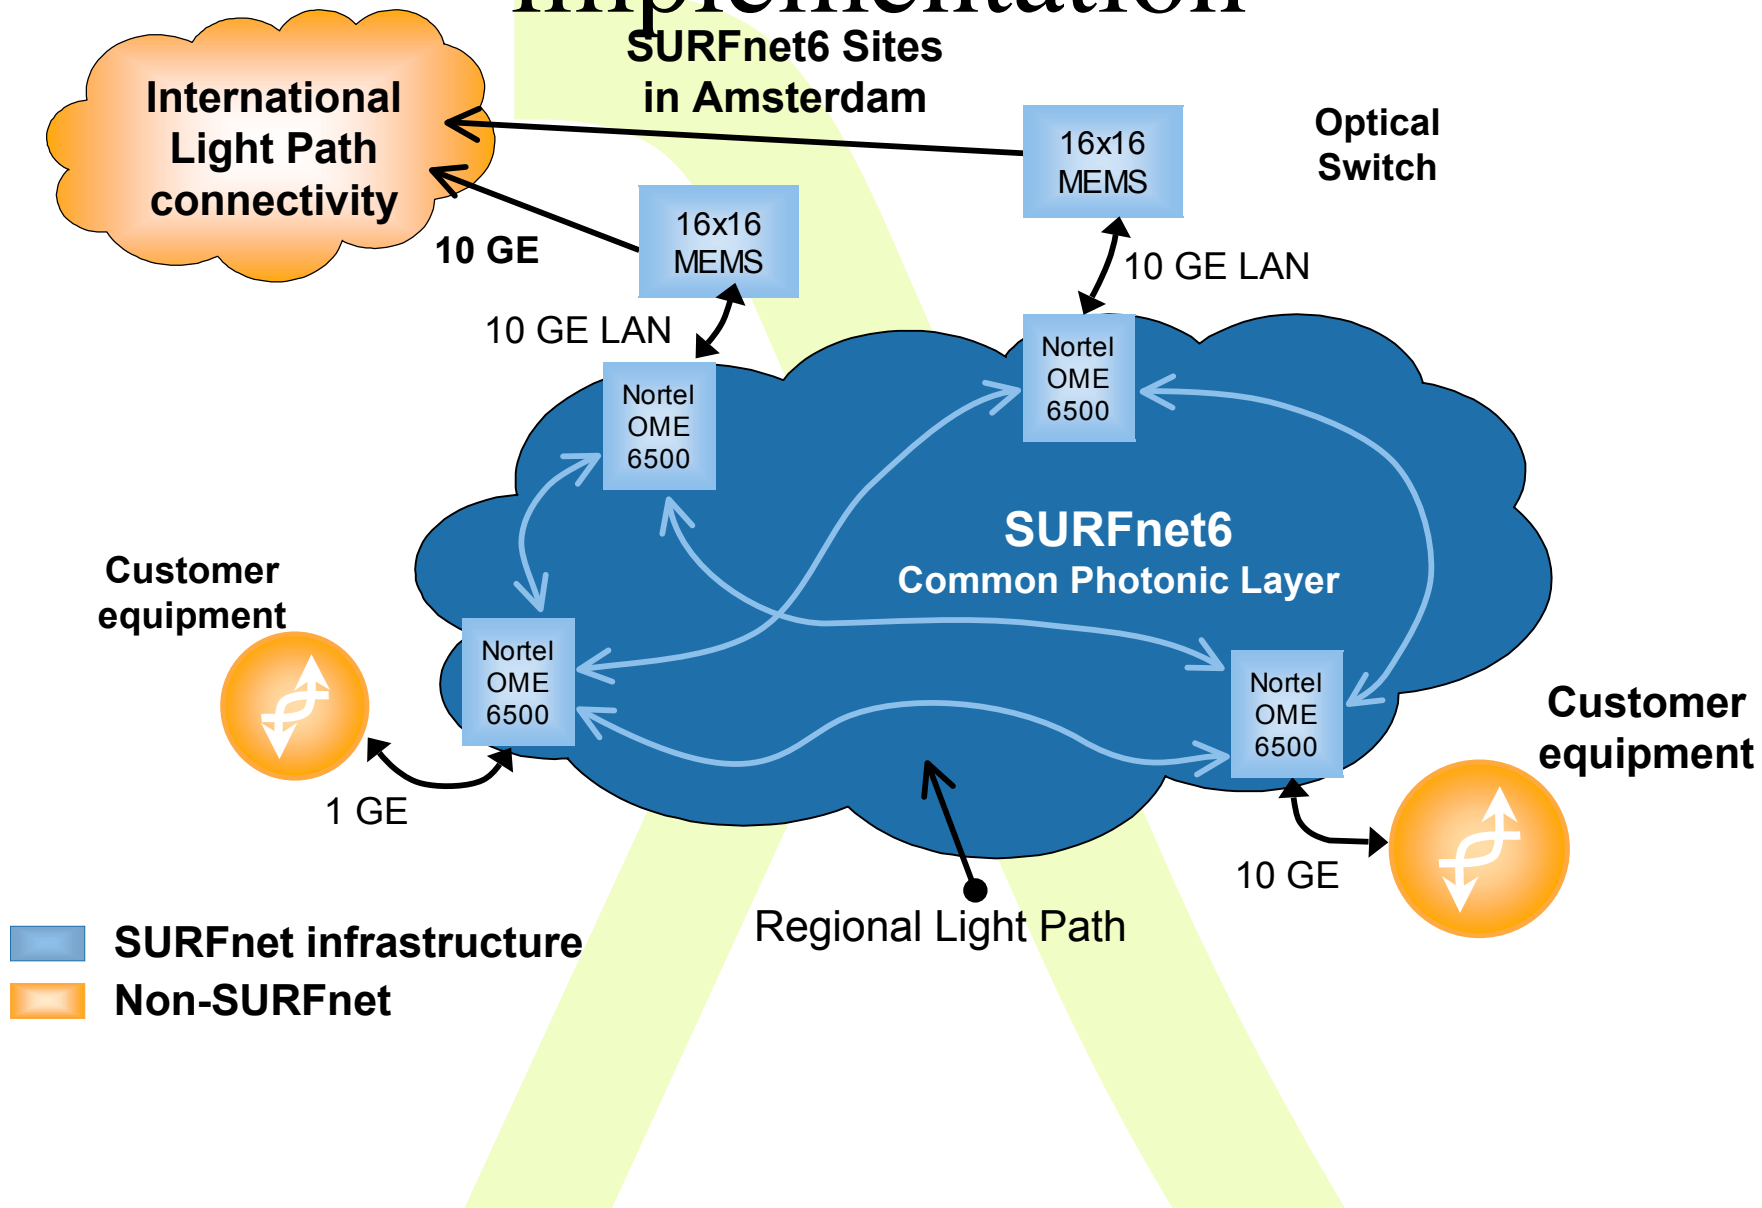 implementation
SURFnet6 Sites
in Amsterdam
International
Light Path
connectivity
16x16
MEMS
Optical
Switch
16x16
MEMS
10 GE
10 GE LAN
10 GE LAN
Nortel
OME
6500
Nortel
OME
6500
SURFnet6
Common Photonic Layer
Customer
equipment
Nortel
OME
6500
Nortel
OME
6500
Customer
equipment
1 GE
10 GE
Regional Light Path
SURFnet infrastructure
Non-SURFnet